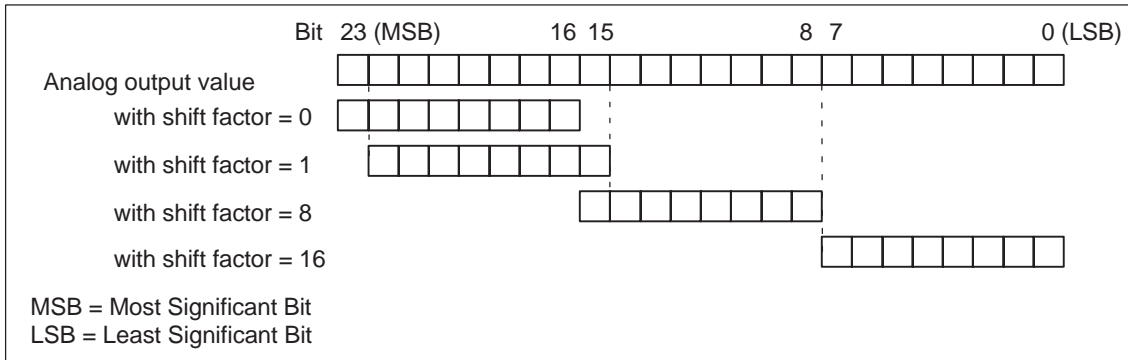 Bit 23 (MSB) 16 15 8 7 0 (LSB)
Analog output value
with shift factor = 0
with shift factor = 1
with shift factor = 8
with shift factor = 16
MSB = Most Significant Bit
LSB = Least Significant Bit